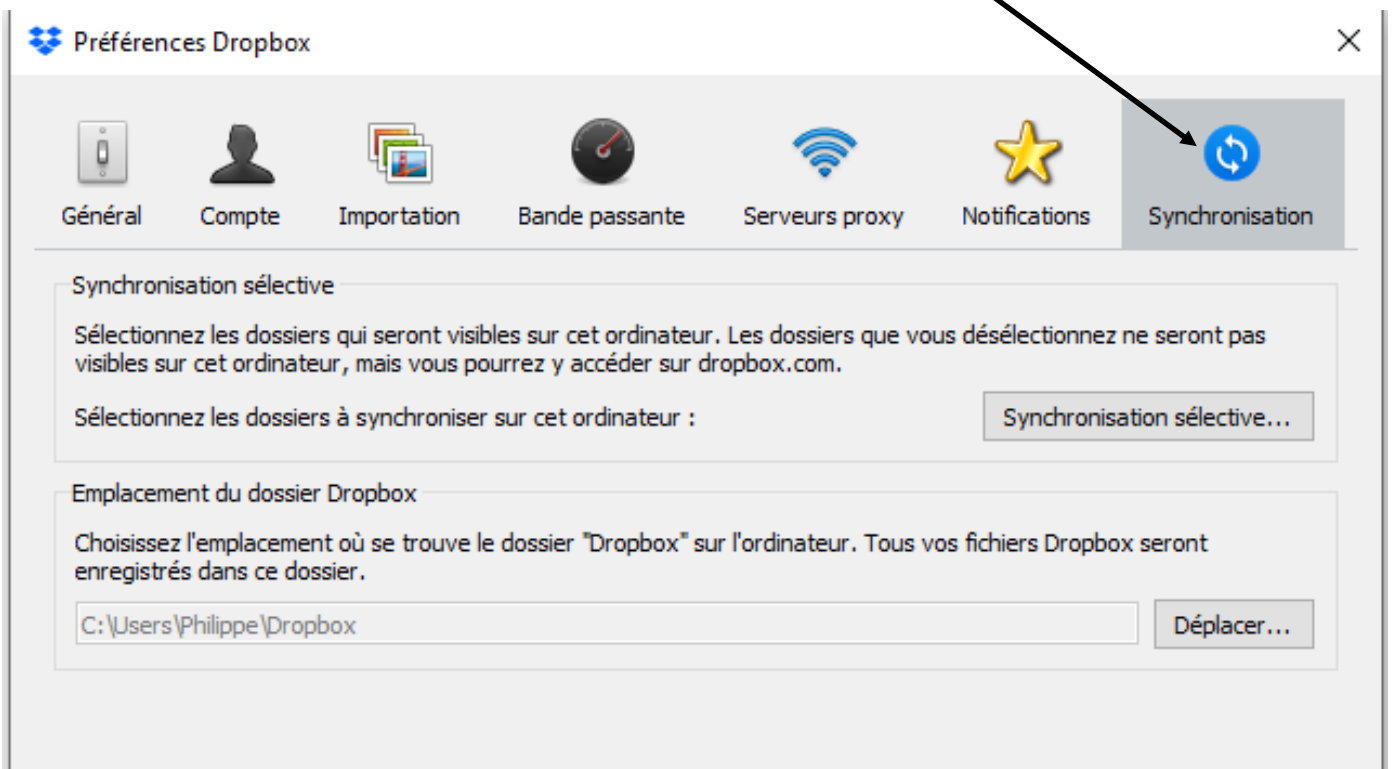 Préférences Dropbox
Général
Compte
Importation
Bande passante
Serveurs proxy
Notifications
Synchronisation
Synchronisation sélective
Sélectionnez les dossiers qui seront visibles sur cet ordinateur. Les dossiers que vous désélectionnez ne seront pas
visibles sur cet ordinateur, mais vous pourrez y accéder sur dropbox.com.
Sélectionnez les dossiers à synchroniser sur cet ordinateur :
Synchronisation sélective...
Emplacement du dossier Dropbox
Choisissez l'emplacement où se trouve le dossier "Dropbox" sur l'ordinateur. Tous vos fichiers Dropbox seront
enregistrés dans ce dossier.
C:\Users\Philippe\Dropbox
Déplacer...